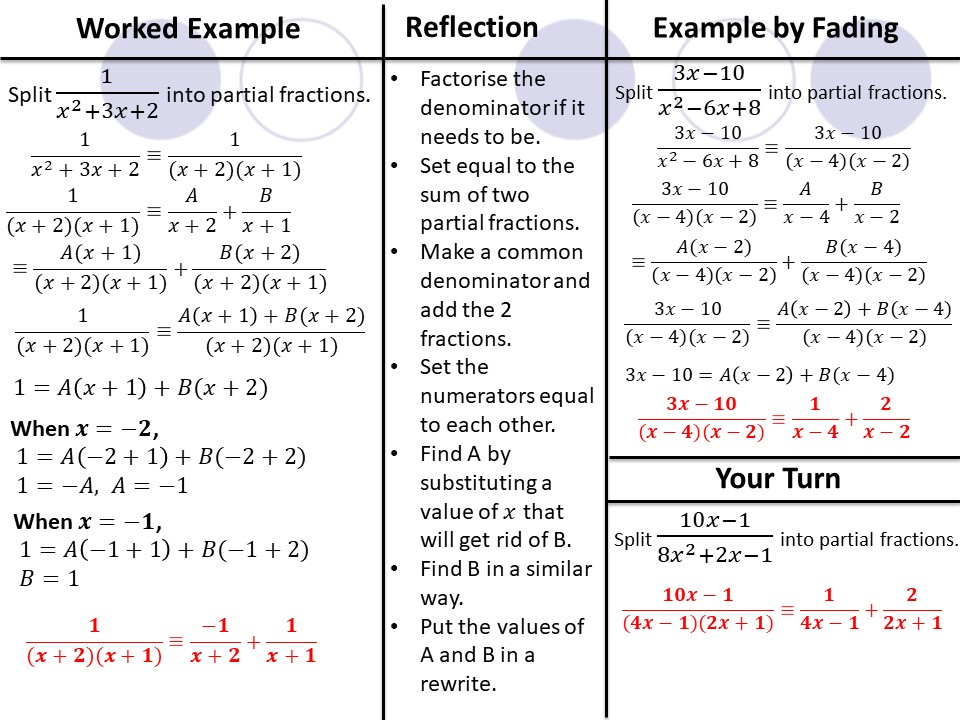 Worked Example
Split 1/(x²+3x+2) into partial fractions.
1/(x² + 3x + 2) ≡ 1/((x + 2)(x + 1))
1/((x + 2)(x + 1)) ≡ A/(x + 2) + B/(x + 1)
≡ A(x + 1)/((x + 2)(x + 1)) + B(x + 2)/((x + 2)(x + 1))
1/((x + 2)(x + 1)) ≡ (A(x + 1) + B(x + 2))/((x + 2)(x + 1))
1 = A(x + 1) + B(x + 2)
When x = −2,
1 = A(−2 + 1) + B(−2 + 2)
1 = −A, A = −1
When x = −1,
1 = A(−1 + 1) + B(−1 + 2)
B = 1
1/((x + 2)(x + 1)) ≡ −1/(x + 2) + 1/(x + 1)
Reflection
• Factorise the
denominator if it
needs to be.
• Set equal to the
sum of two
partial fractions.
• Make a common
denominator and
add the 2
fractions.
• Set the
numerators equal
to each other.
• Find A by
substituting a
value of x that
will get rid of B.
• Find B in a similar
way.
• Put the values of
A and B in a
rewrite.
Example by Fading
Split (3x−10)/(x²−6x+8) into partial fractions.
(3x − 10)/(x² − 6x + 8) ≡ (3x − 10)/((x − 4)(x − 2))
(3x − 10)/((x − 4)(x − 2)) ≡ A/(x − 4) + B/(x − 2)
≡ A(x − 2)/((x − 4)(x − 2)) + B(x − 4)/((x − 4)(x − 2))
(3x − 10)/((x − 4)(x − 2)) ≡ (A(x − 2) + B(x − 4))/((x − 4)(x − 2))
3x − 10 = A(x − 2) + B(x − 4)
(3x − 10)/((x − 4)(x − 2)) ≡ 1/(x − 4) + 2/(x − 2)
Your Turn
Split (10x−1)/(8x²+2x−1) into partial fractions.
(10x − 1)/((4x − 1)(2x + 1)) ≡ 1/(4x − 1) + 2/(2x + 1)